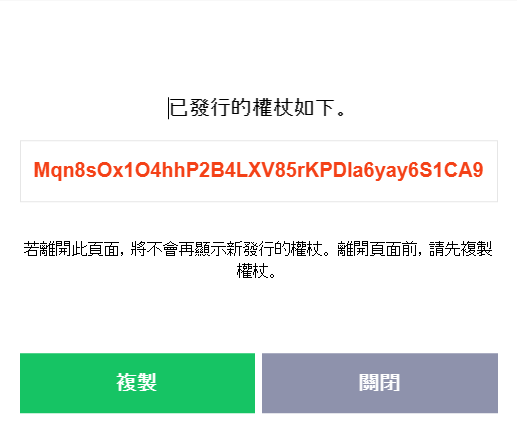 已發行的權杖如下。
Mqn8sOx1O4hhP2B4LXV85rKPDIa6yay6S1CA9
若離開此頁面，將不會再顯示新發行的權杖。離開頁面前，請先複製
權杖。
複製
關閉